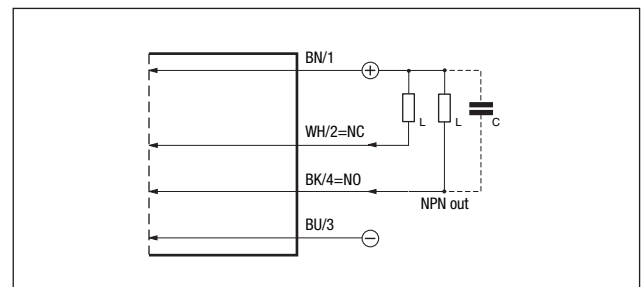 BN/1
+
L
L
C
WH/2=NC
BK/4=NO
NPN out
BU/3
−